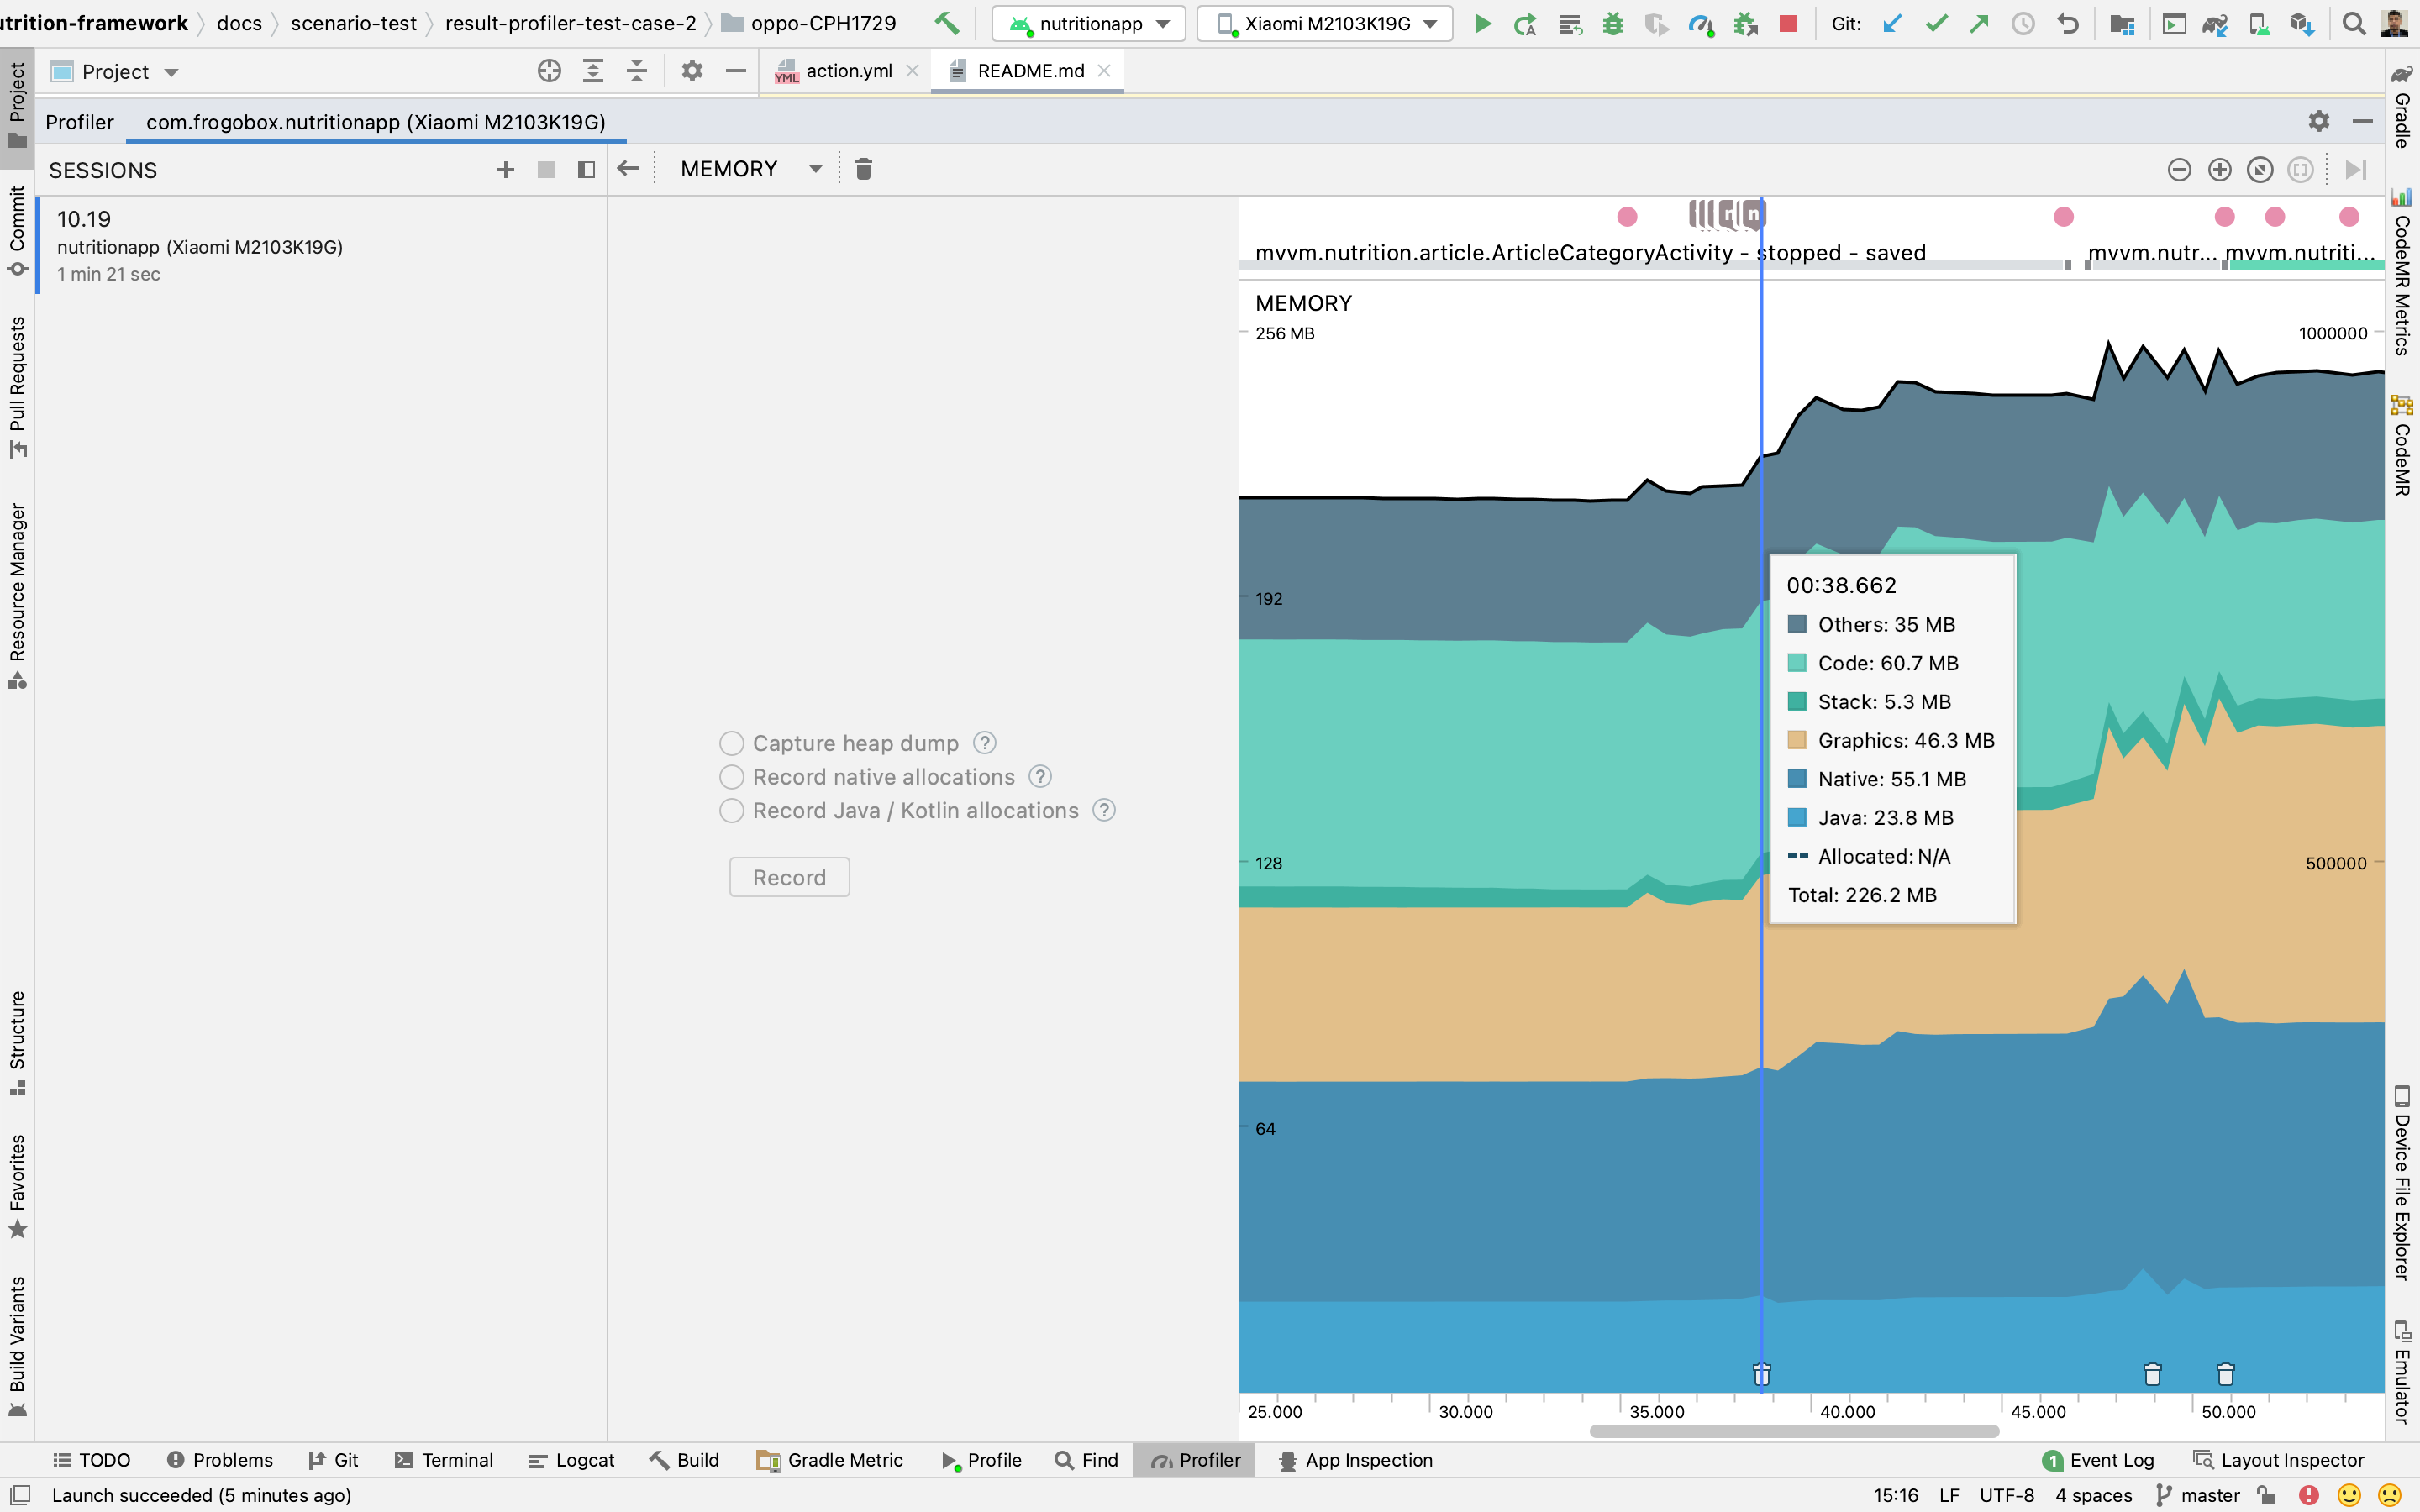 utrition-framework docs scenario-test result-profiler-test-case-2 oppo-CPH1729 nutritionapp Xiaomi M2103K19G Git:
Project action.yml README.md
YML
Profiler com.frogobox.nutritionapp (Xiaomi M2103K19G)
SESSIONS MEMORY
10.19
nutritionapp (Xiaomi M2103K19G)
1 min 21 sec
n n
mvvm.nutrition.article.ArticleCategoryActivity - stopped - saved mvvm.nutr... mvvm.nutriti...
MEMORY
256 MB 1000000
192
128 500000
64
00:38.662
Others: 35 MB
Code: 60.7 MB
Stack: 5.3 MB
Graphics: 46.3 MB
Native: 55.1 MB
Java: 23.8 MB
Allocated: N/A
Total: 226.2 MB
Capture heap dump ?
Record native allocations ?
Record Java / Kotlin allocations ?
Record
25.000 30.000 35.000 40.000 45.000 50.000
Project
Commit
Pull Requests
Resource Manager
Structure
Favorites
Build Variants
Gradle
CodeMR Metrics
CodeMR
Device File Explorer
Emulator
TODO Problems Git Terminal Logcat Build Gradle Metric Profile Find Profiler App Inspection 1 Event Log Layout Inspector
Launch succeeded (5 minutes ago) 15:16 LF UTF-8 4 spaces master